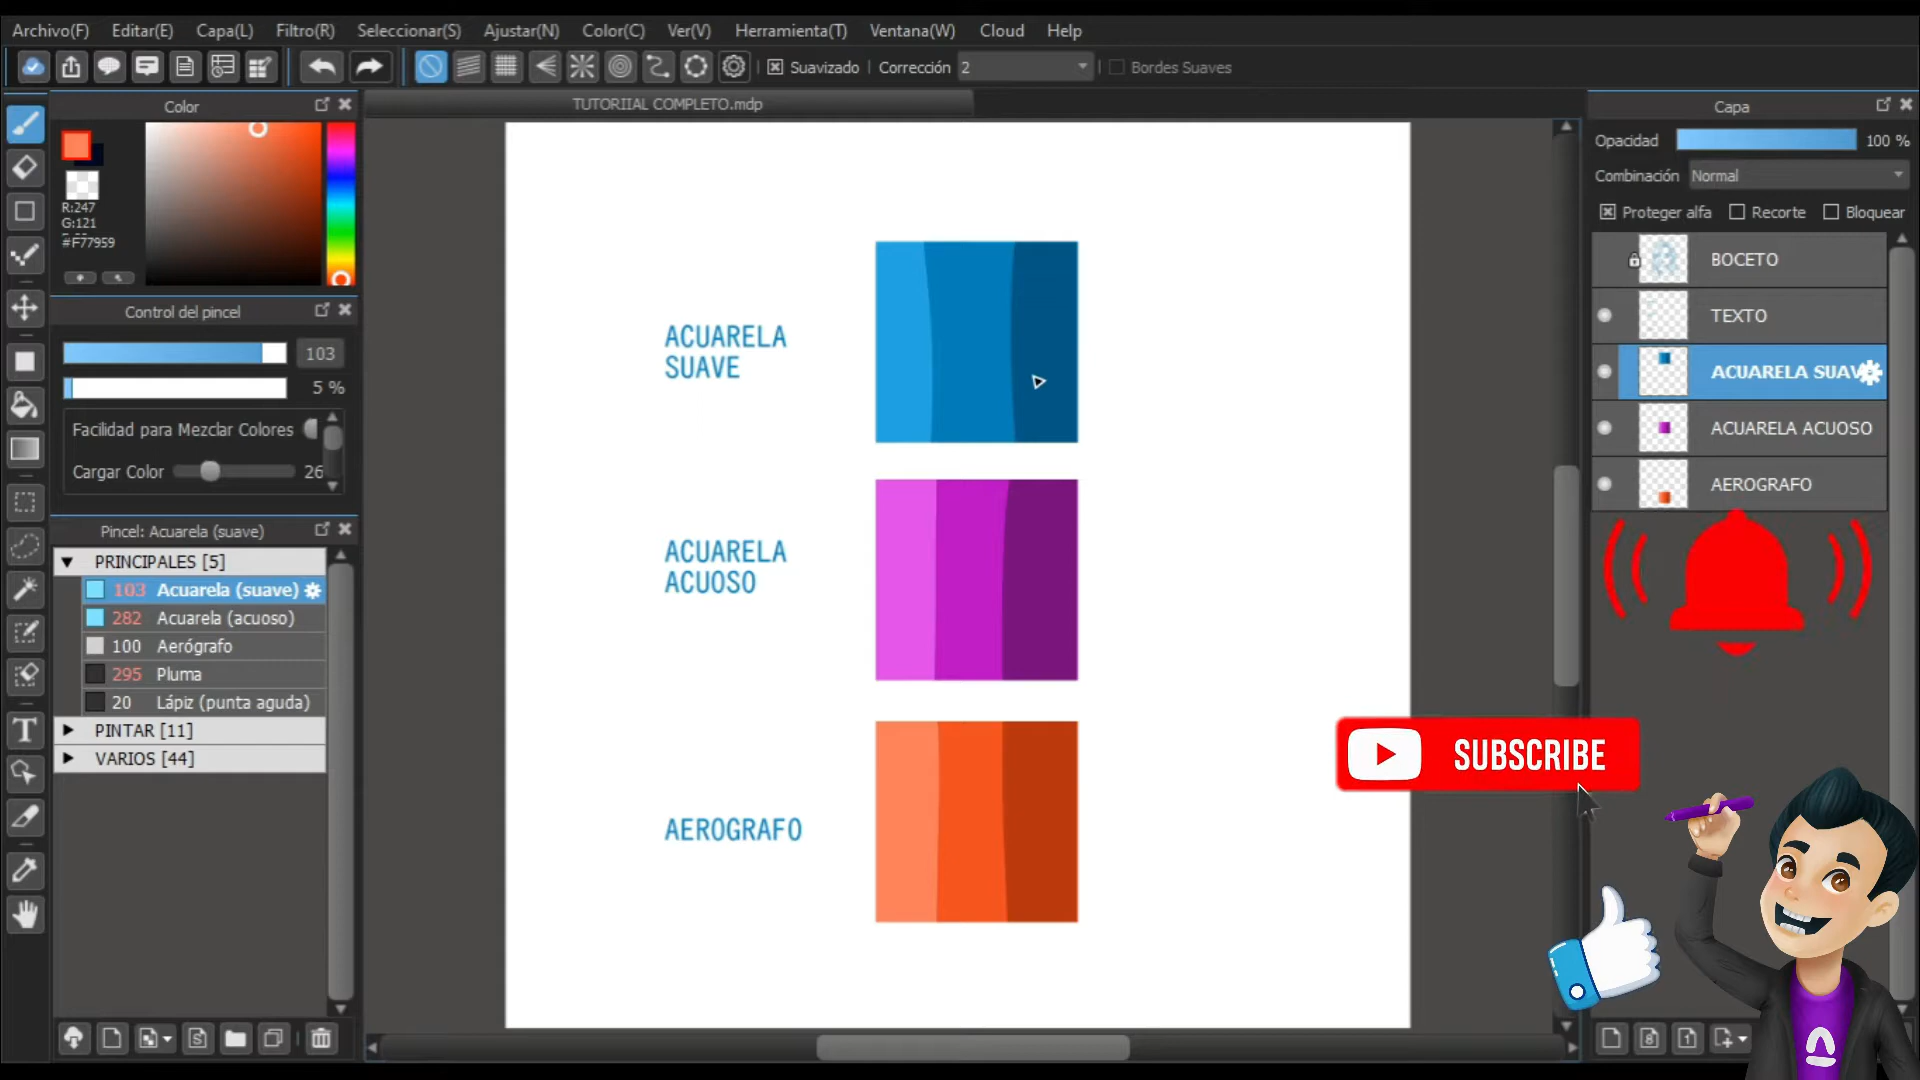 Archivo(F) Editar(E) Capa(L) Filtro(R) Seleccionar(S) Ajustar(N) Color(C) Ver(V) Herramienta(T) Ventana(W) Cloud Help
Suavizado Corrección 2 Bordes Suaves
Color
TUTORIIAL COMPLETO.mdp
Capa
R:247
G:121
#F77959
Opacidad 100 %
Combinación Normal
Proteger alfa Recorte Bloquear
Control del pincel
103
5 %
Facilidad para Mezclar Colores
Cargar Color 26
Pincel: Acuarela (suave)
PRINCIPALES [5]
103 Acuarela (suave)
282 Acuarela (acuoso)
100 Aerógrafo
295 Pluma
20 Lápiz (punta aguda)
PINTAR [11]
VARIOS [44]
ACUARELA
SUAVE
ACUARELA
ACUOSO
AEROGRAFO
BOCETO
TEXTO
ACUARELA SUAV
ACUARELA ACUOSO
AEROGRAFO
SUBSCRIBE